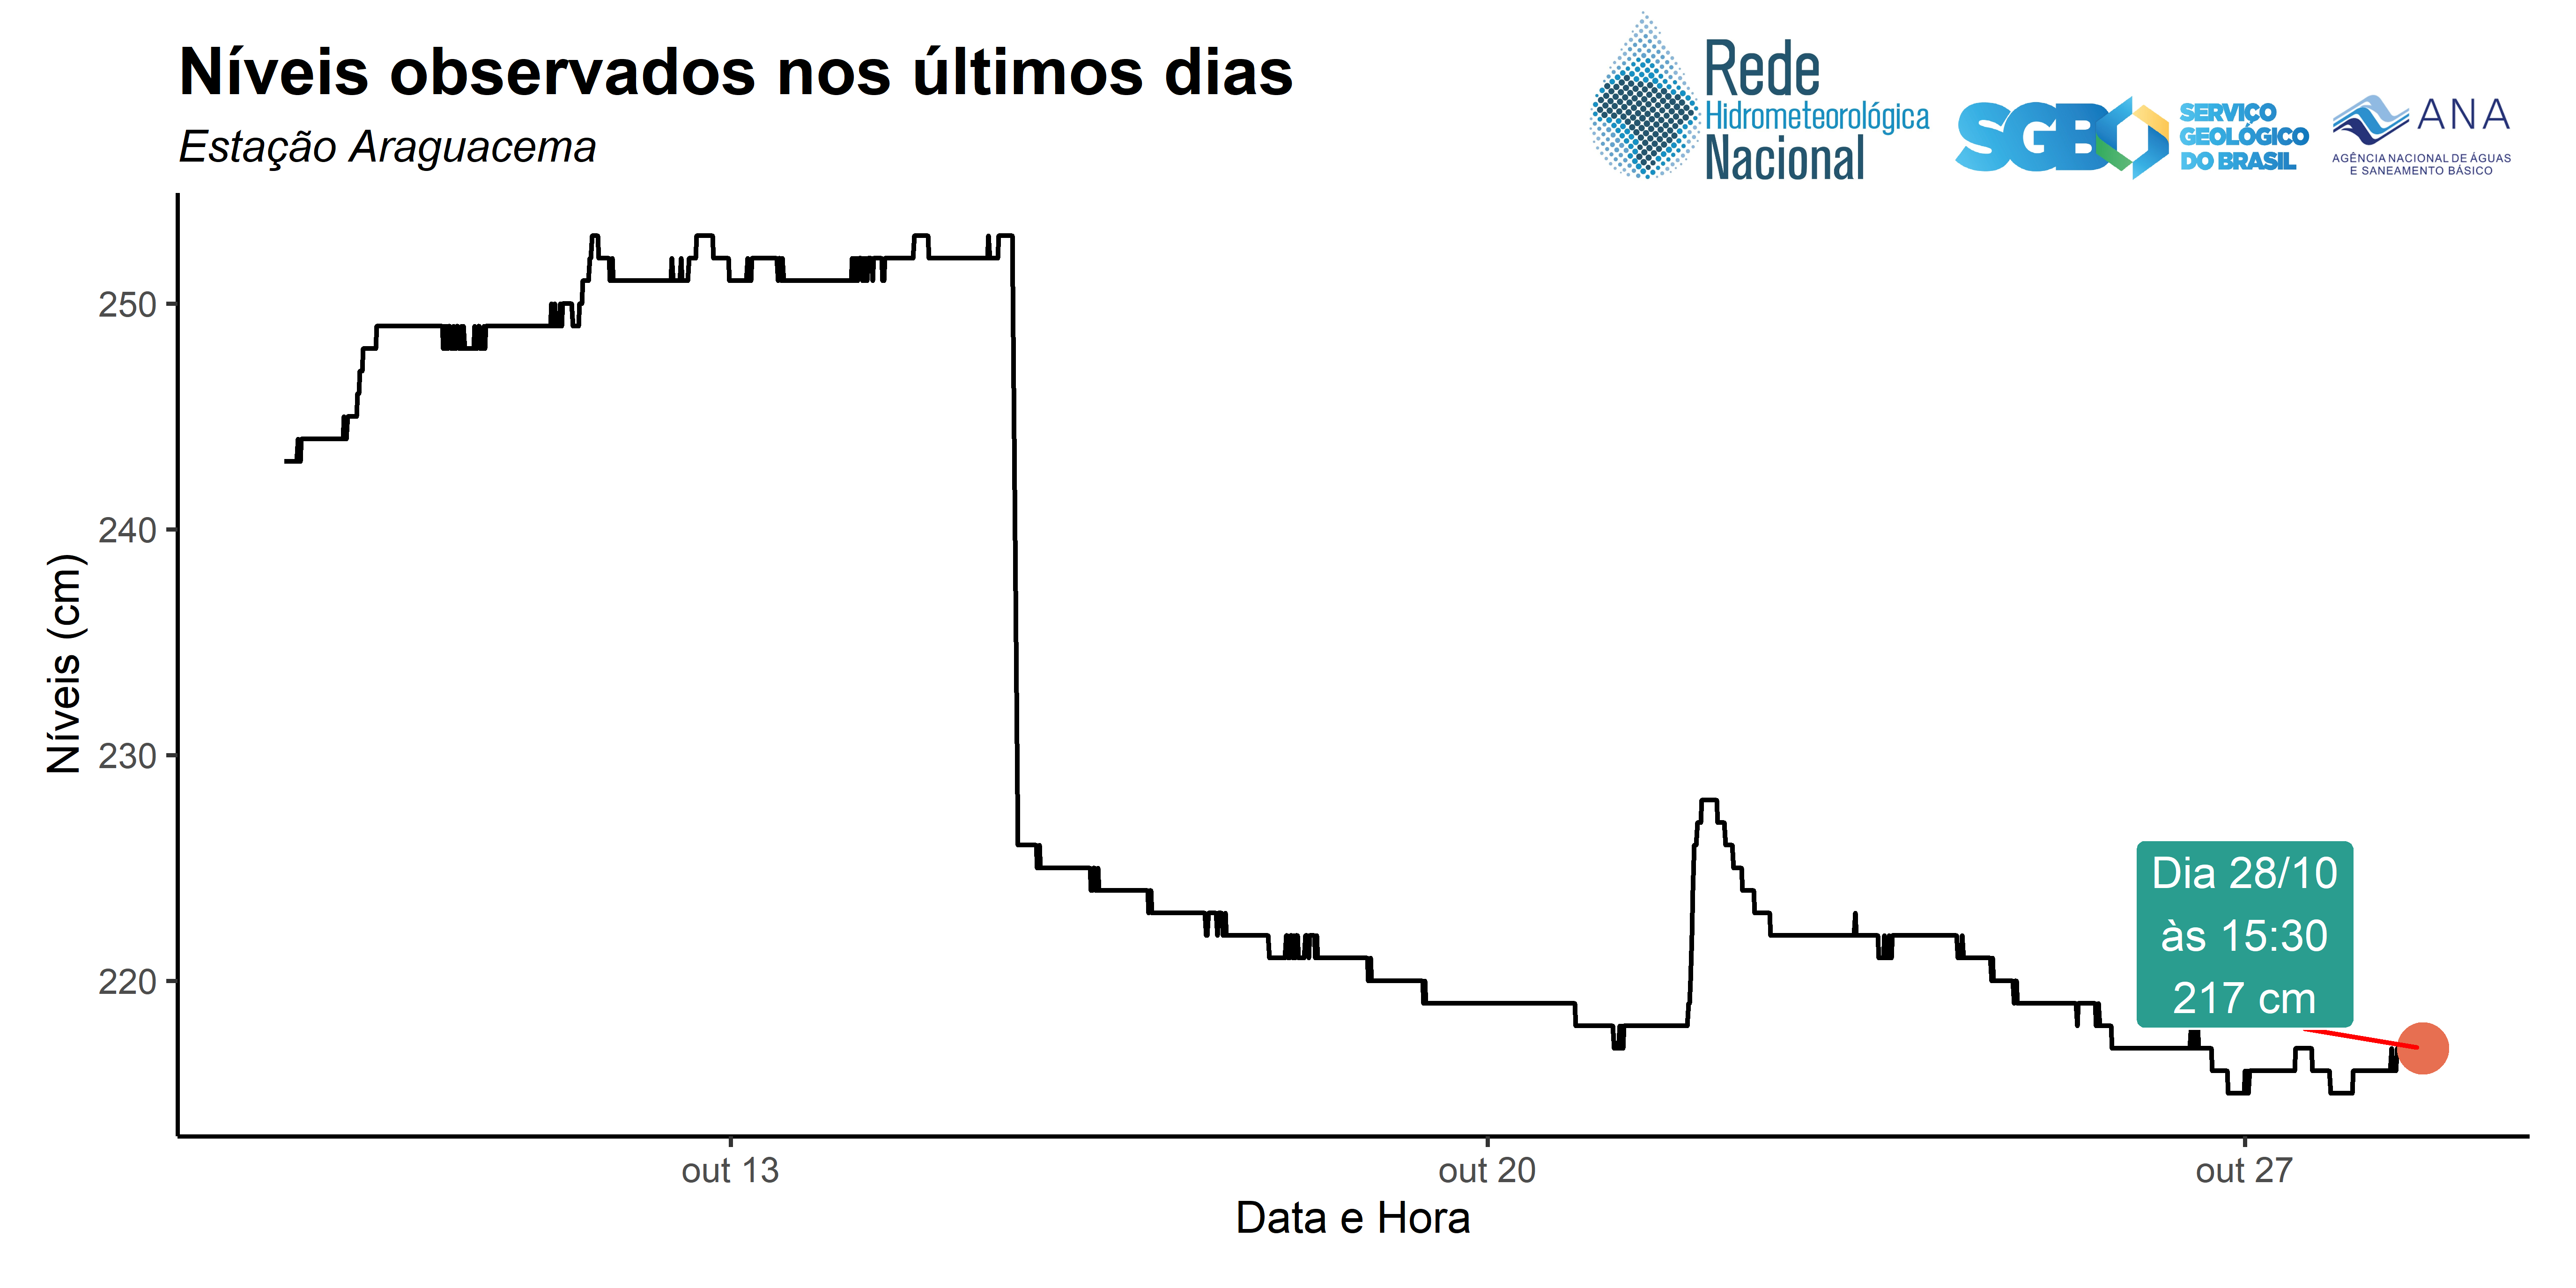 Níveis observados nos últimos dias
Estação Araguacema
Rede
Hidrometeorológica
Nacional
SGB
SERVIÇO
GEOLÓGICO
DO BRASIL
ANA
AGÊNCIA NACIONAL DE ÁGUAS
E SANEAMENTO BÁSICO
Níveis (cm)
250
240
230
220
Dia 28/10
às 15:30
217 cm
out 13
out 20
out 27
Data e Hora